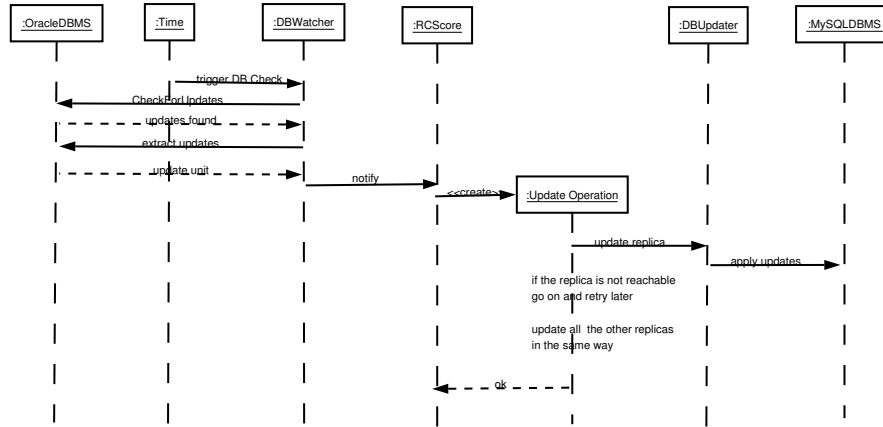 :OracleDBMS
:Time
:DBWatcher
:RCScore
:DBUpdater
:MySQLDBMS
trigger DB Check
CheckForUpdates
updates found
extract updates
update unit
notify
<<create>
:Update Operation
update replica
apply updates
if the replica is not reachable
go on and retry later
update all the other replicas
in the same way
ok